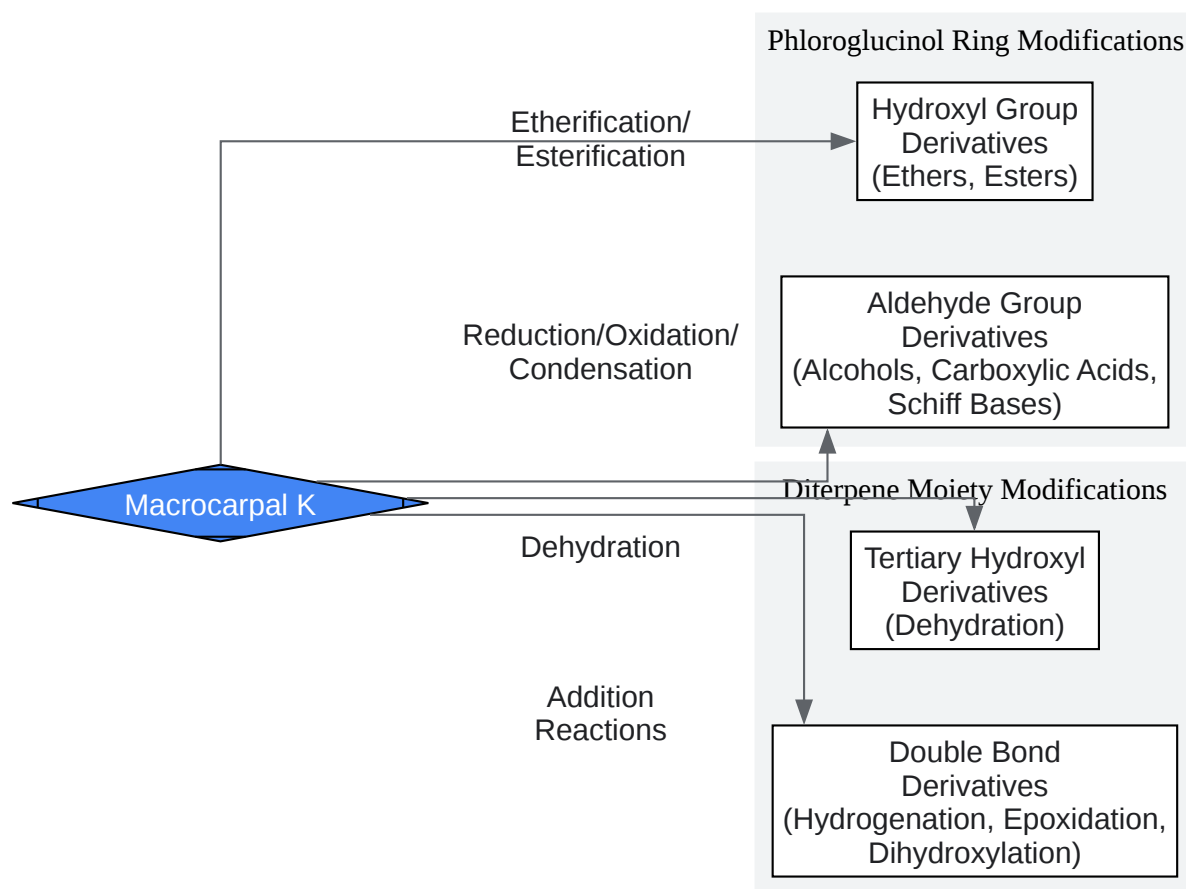 Phloroglucinol Ring Modifications
Etherification/
Esterification
Hydroxyl Group
Derivatives
(Ethers, Esters)
Reduction/Oxidation/
Condensation
Aldehyde Group
Derivatives
(Alcohols, Carboxylic Acids,
Schiff Bases)
Macrocarpal K
Diterpene Moiety Modifications
Dehydration
Tertiary Hydroxyl
Derivatives
(Dehydration)
Addition
Reactions
Double Bond
Derivatives
(Hydrogenation, Epoxidation,
Dihydroxylation)